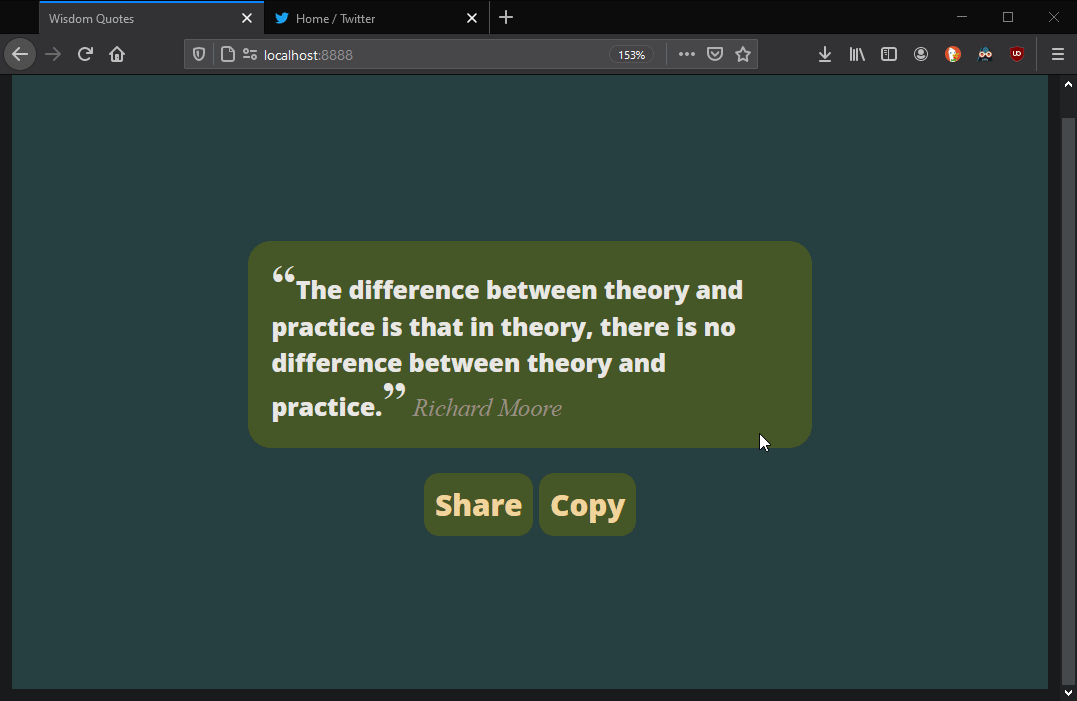 Wisdom Quotes
Home / Twitter
localhost:8888
153%
“The difference between theory and
practice is that in theory, there is no
difference between theory and
practice.” Richard Moore
Share Copy